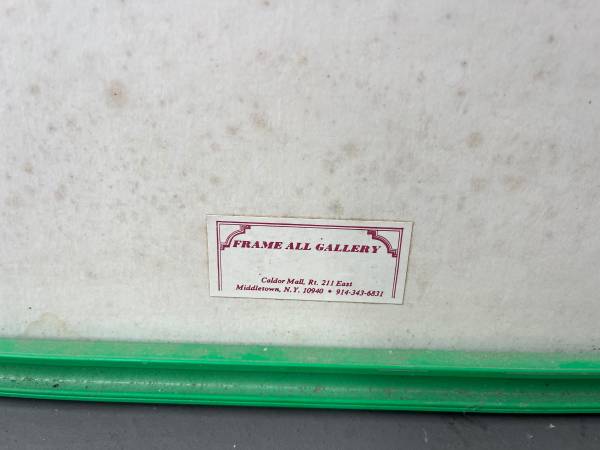 FRAME ALL GALLERY
Caldor Mall, Rt. 211 East
Middletown, N.Y. 10940 • 914-343-6831